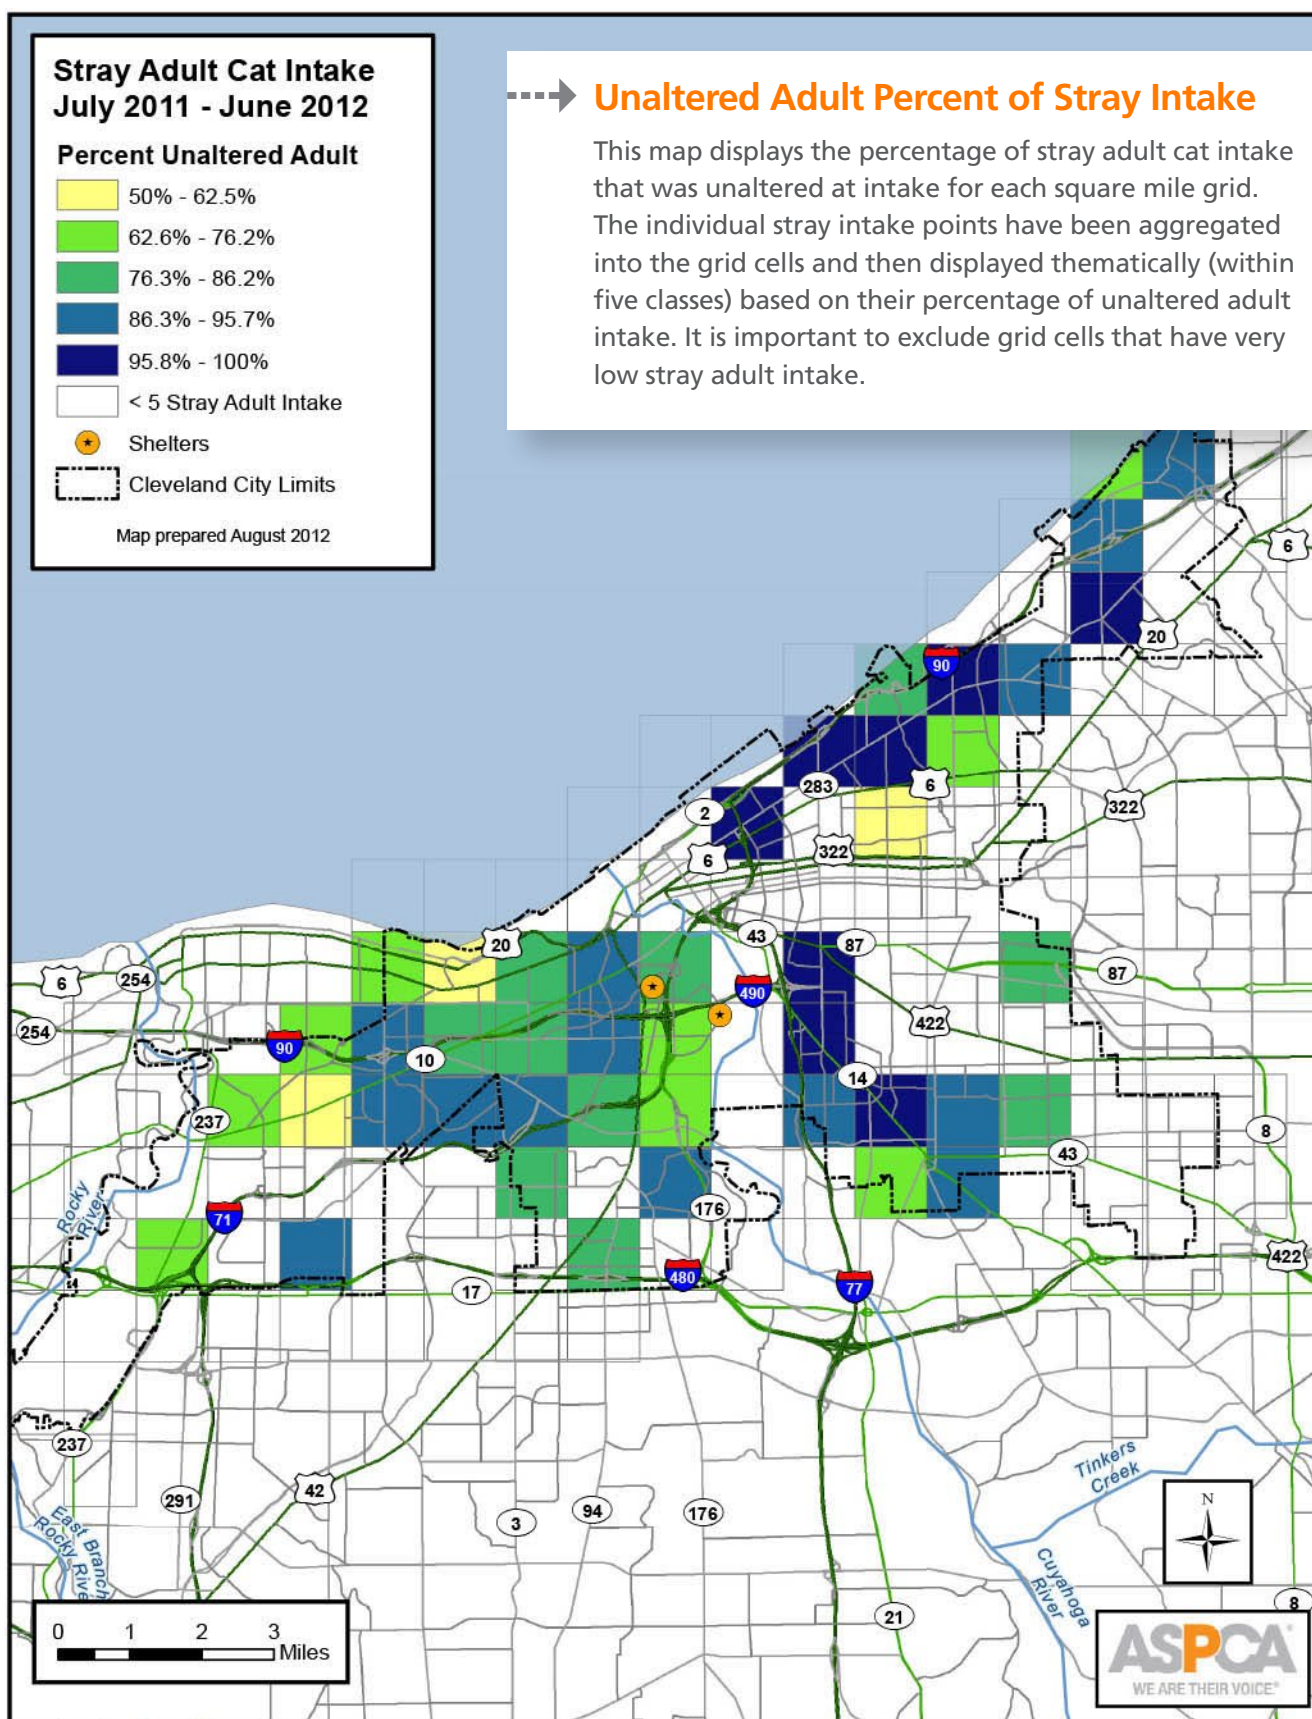 Stray Adult Cat Intake
July 2011 - June 2012
Percent Unaltered Adult
50% - 62.5%
62.6% - 76.2%
76.3% - 86.2%
86.3% - 95.7%
95.8% - 100%
< 5 Stray Adult Intake
Shelters
Cleveland City Limits
Map prepared August 2012
Unaltered Adult Percent of Stray Intake
This map displays the percentage of stray adult cat intake
that was unaltered at intake for each square mile grid.
The individual stray intake points have been aggregated
into the grid cells and then displayed thematically (within
five classes) based on their percentage of unaltered adult
intake. It is important to exclude grid cells that have very
low stray adult intake.
6
20
90
283
6
2
322
322
6
20
43
87
6
254
87
490
254
422
90
10
14
237
8
43
Rocky
River
71
176
422
480
17
77
237
Tinkers
Creek
42
291
3
94
176
N
East Branch
Rocky River
Cuyahoga
River
21
8
0 1 2 3
Miles
ASPCA
WE ARE THEIR VOICE®